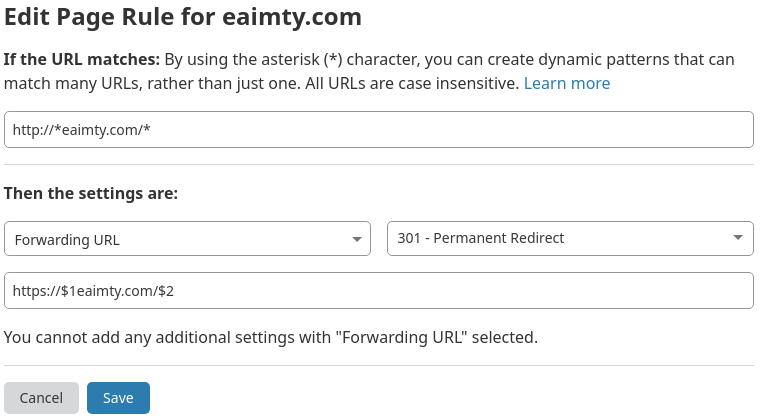 Edit Page Rule for eaimty.com
If the URL matches: By using the asterisk (*) character, you can create dynamic patterns that can
match many URLs, rather than just one. All URLs are case insensitive. Learn more
http://*eaimty.com/*
Then the settings are:
Forwarding URL
301 - Permanent Redirect
https://$1eaimty.com/$2
You cannot add any additional settings with "Forwarding URL" selected.
Cancel
Save